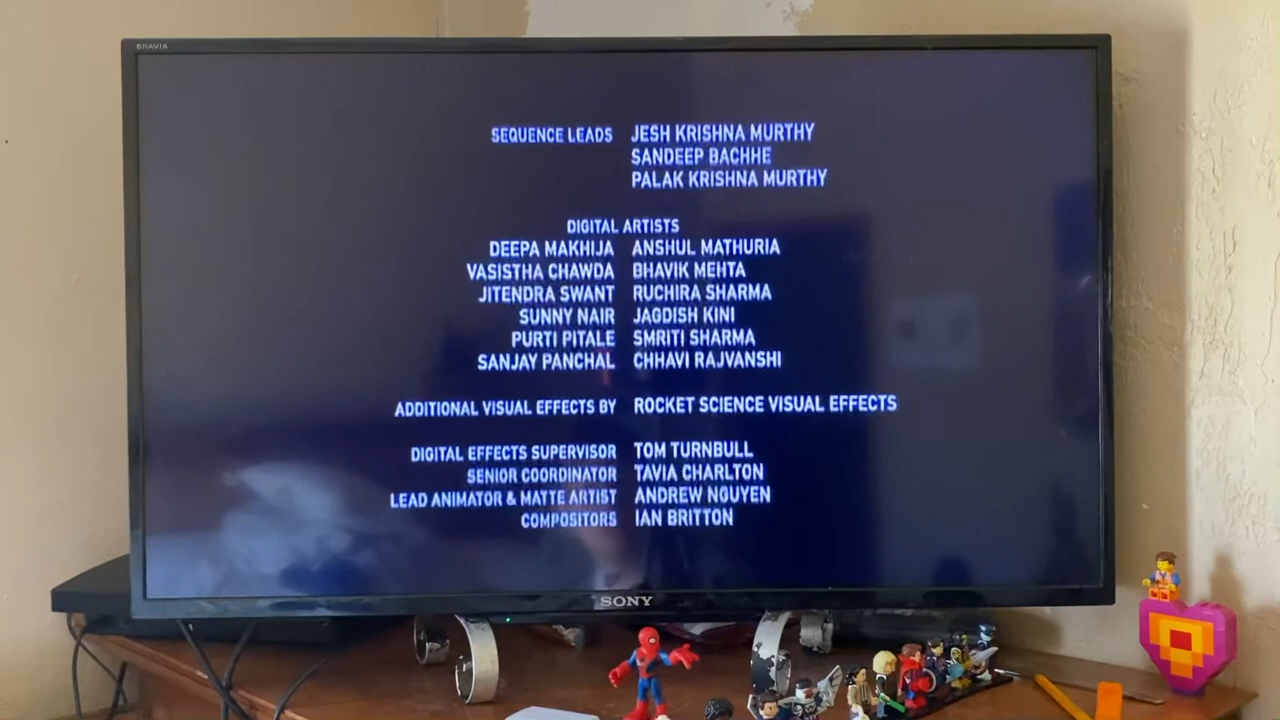 BRAVIA
SEQUENCE LEADS JESH KRISHNA MURTHY
SANDEEP BACHHE
PALAK KRISHNA MURTHY
DIGITAL ARTISTS
DEEPA MAKHIJA ANSHUL MATHURIA
VASISTHA CHAWDA BHAVIK MEHTA
JITENDRA SWANT RUCHIRA SHARMA
SUNNY NAIR JAGDISH KINI
PURTI PITALE SMRITI SHARMA
SANJAY PANCHAL CHHAVI RAJVANSHI
ADDITIONAL VISUAL EFFECTS BY ROCKET SCIENCE VISUAL EFFECTS
DIGITAL EFFECTS SUPERVISOR TOM TURNBULL
SENIOR COORDINATOR TAVIA CHARLTON
LEAD ANIMATOR & MATTE ARTIST ANDREW NGUYEN
COMPOSITORS IAN BRITTON
SONY